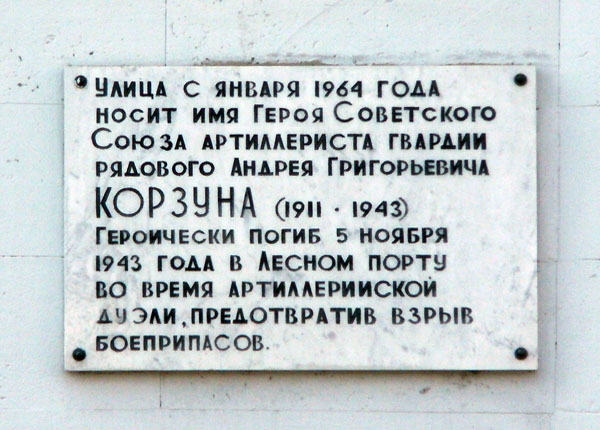 Улица с января 1964 года
носит имя Героя Советского
Союза артиллериста гвардии
рядового Андрея Григорьевича
КОРЗУНА (1911 · 1943)
Героически погиб 5 ноября
1943 года в Лесном порту
во время артиллерииской
дуэли, предотвратив взрыв
боеприпасов.